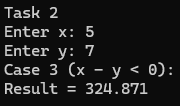 Task 2
Enter x: 5
Enter y: 7
Case 3 (x - y < 0):
Result = 324.871